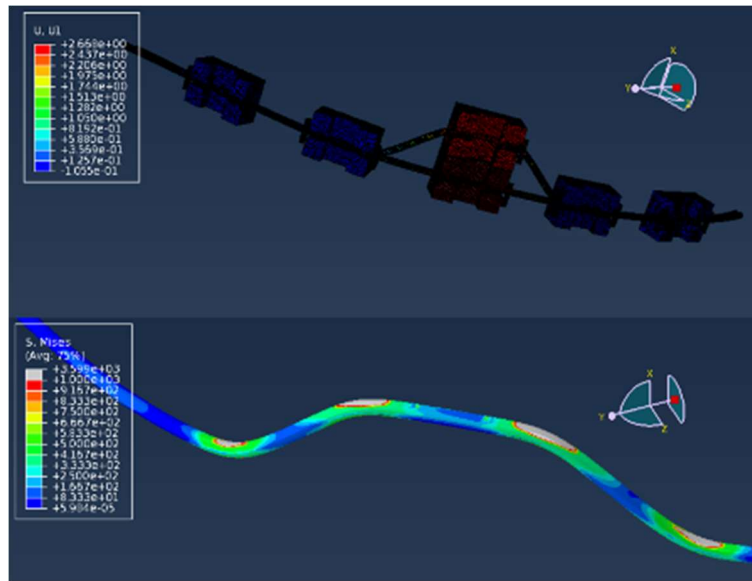 U, U1
+2.668e+00
+2.437e+00
+2.206e+00
+1.975e+00
+1.744e+00
+1.513e+00
+1.282e+00
+1.050e+00
+8.192e-01
+5.880e-01
+3.569e-01
+1.257e-01
-1.055e-01
X
Y
Z
S, Mises
(Avg: 75%)
+3.599e+03
+1.000e+03
+9.167e+02
+8.333e+02
+7.500e+02
+6.667e+02
+5.833e+02
+5.000e+02
+4.167e+02
+3.333e+02
+2.500e+02
+1.667e+02
+8.333e+01
+5.984e-05
X
Y
Z